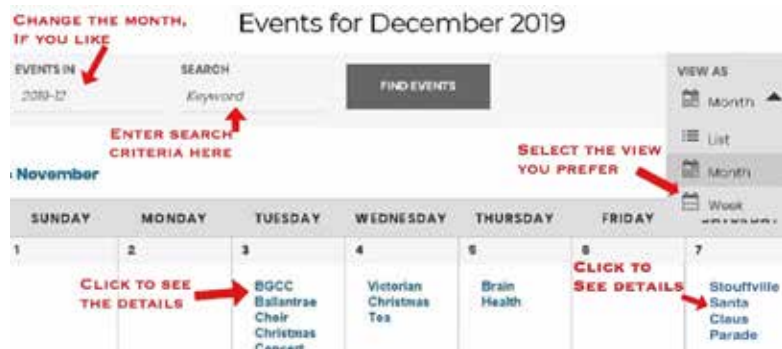 CHANGE THE MONTH,
IF YOU LIKE
Events for December 2019
EVENTS IN
2019-12
SEARCH
Keyword
FIND EVENTS
VIEW AS
Month
List
Month
Week
ENTER SEARCH
CRITERIA HERE
SELECT THE VIEW
YOU PREFER
November
SUNDAY MONDAY TUESDAY WEDNESDAY THURSDAY FRIDAY
1 2 3 4 5 6 7
CLICK TO SEE
THE DETAILS
BGCC
Ballantrae
Choir
Christmas
Concert
Victorian
Christmas
Tea
Brain
Health
CLICK TO
SEE DETAILS
Stouffville
Santa
Claus
Parade